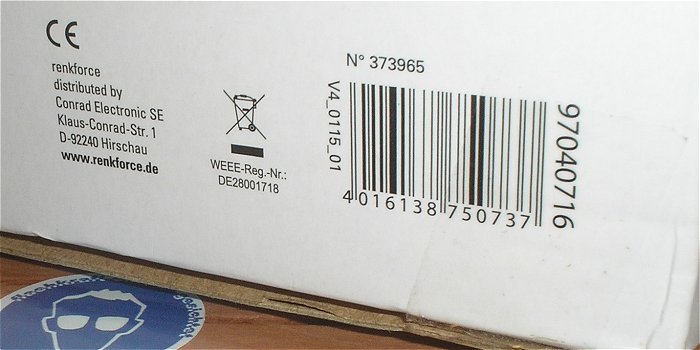 CE
renkforce
distributed by
Conrad Electronic SE
Klaus-Conrad-Str. 1
D-92240 Hirschau
www.renkforce.de
WEEE-Reg.-Nr.:
DE28001718
N° 373965
V4_0115_01
4 016138 750737
97040716